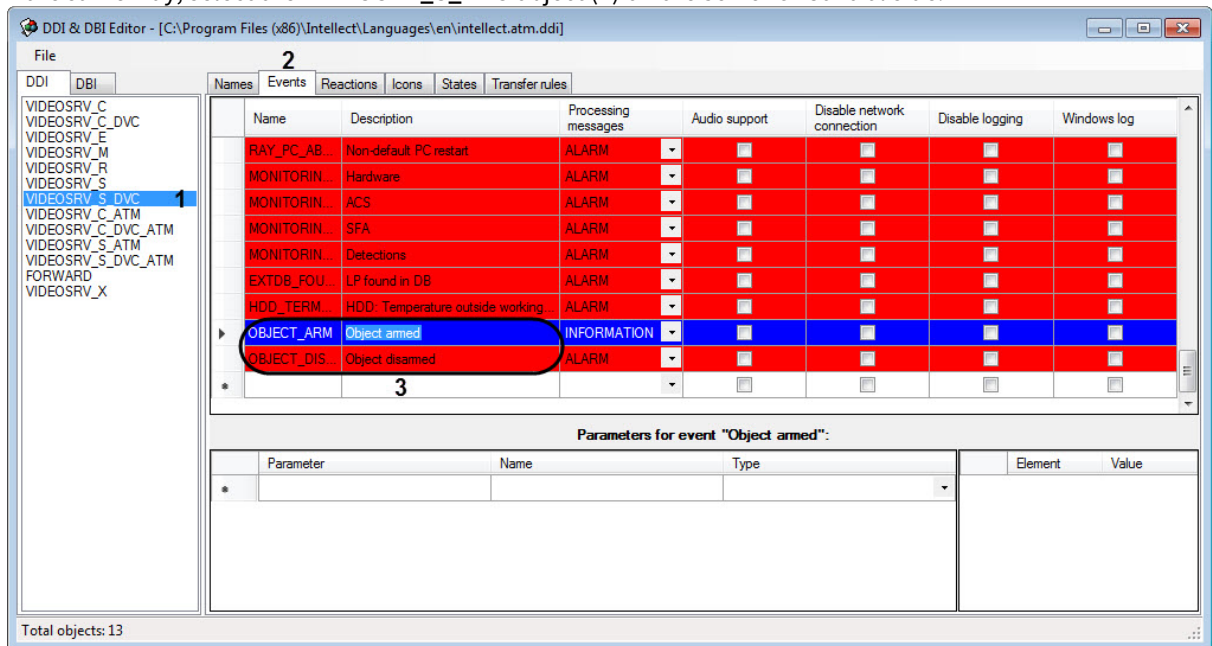 DDI & DBI Editor - [C:\Program Files (x86)\Intellect\Languages\en\intellect.atm.ddi]
File
2
DDI DBI
Names Events Reactions Icons States Transfer rules
VIDEOSRV_C
VIDEOSRV_C_DVC
VIDEOSRV_E
VIDEOSRV_M
VIDEOSRV_R
VIDEOSRV_S
VIDEOSRV_S_DVC 1
VIDEOSRV_C_ATM
VIDEOSRV_C_DVC_ATM
VIDEOSRV_S_ATM
VIDEOSRV_S_DVC_ATM
FORWARD
VIDEOSRV_X
Name Description Processing messages Audio support Disable network connection Disable logging Windows log
RAY_PC_AB... Non-default PC restart ALARM
MONITORIN... Hardware ALARM
MONITORIN... ACS ALARM
MONITORIN... SFA ALARM
MONITORIN... Detections ALARM
EXTDB_FOU... LP found in DB ALARM
HDD_TERM... HDD: Temperature outside working... ALARM
OBJECT_ARM Object armed INFORMATION
OBJECT_DIS... Object disarmed ALARM
3
Parameters for event "Object armed":
Parameter Name Type Element Value
Total objects: 13